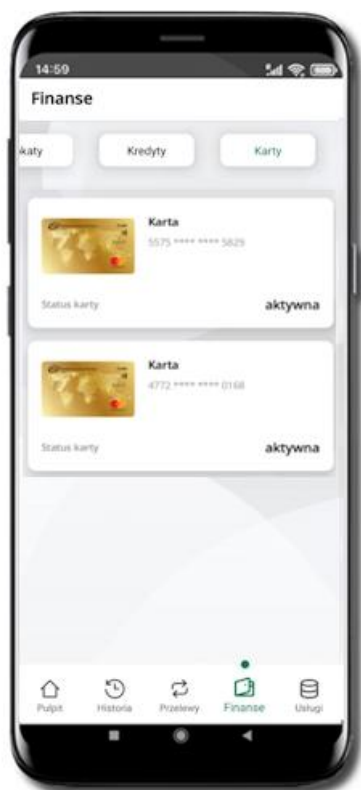 14:59
Finanse
katy Kredyty Karty
Karta
5575 **** **** 5829
Status karty aktywna
Karta
4772 **** **** 0168
Status karty aktywna
Pulpit Historia Przelewy Finanse Usługi